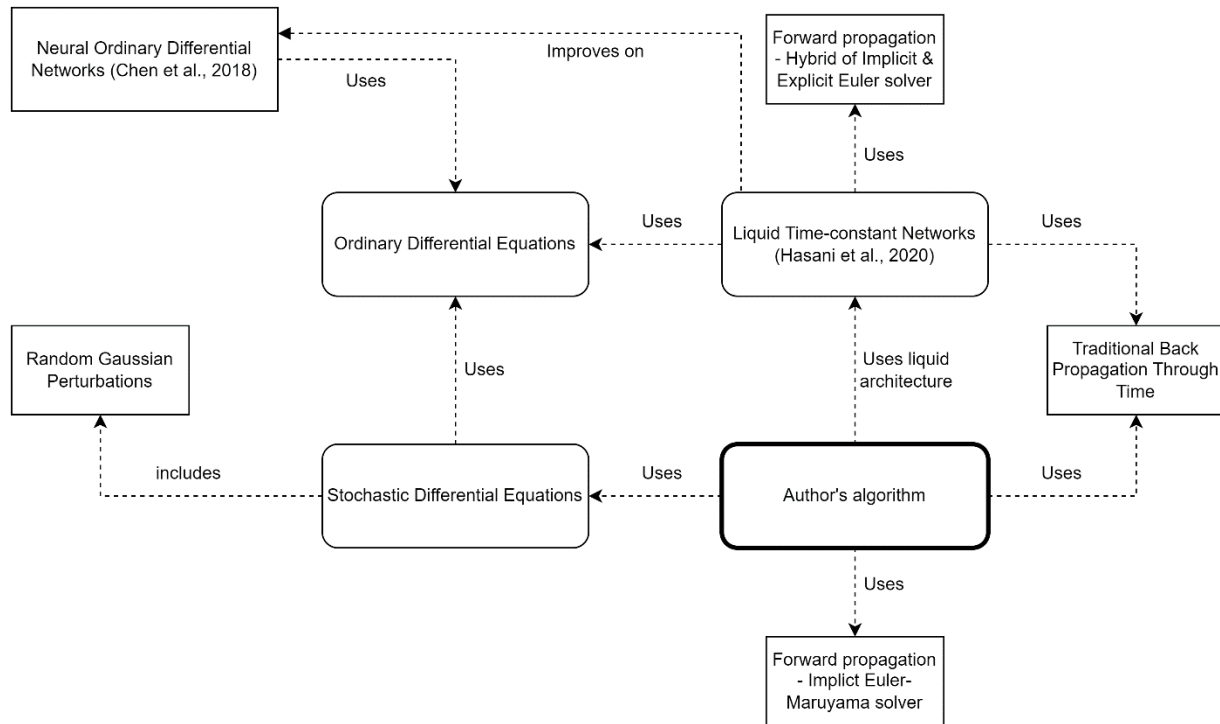 Neural Ordinary Differential
Networks (Chen et al., 2018)
Improves on
Forward propagation
- Hybrid of Implicit &
Explicit Euler solver
Uses
Uses
Ordinary Differential Equations
Uses
Liquid Time-constant Networks
(Hasani et al., 2020)
Uses
Random Gaussian
Perturbations
Uses
Uses liquid
architecture
Traditional Back
Propagation Through
Time
includes
Stochastic Differential Equations
Uses
Author's algorithm
Uses
Uses
Forward propagation
- Implict Euler-
Maruyama solver